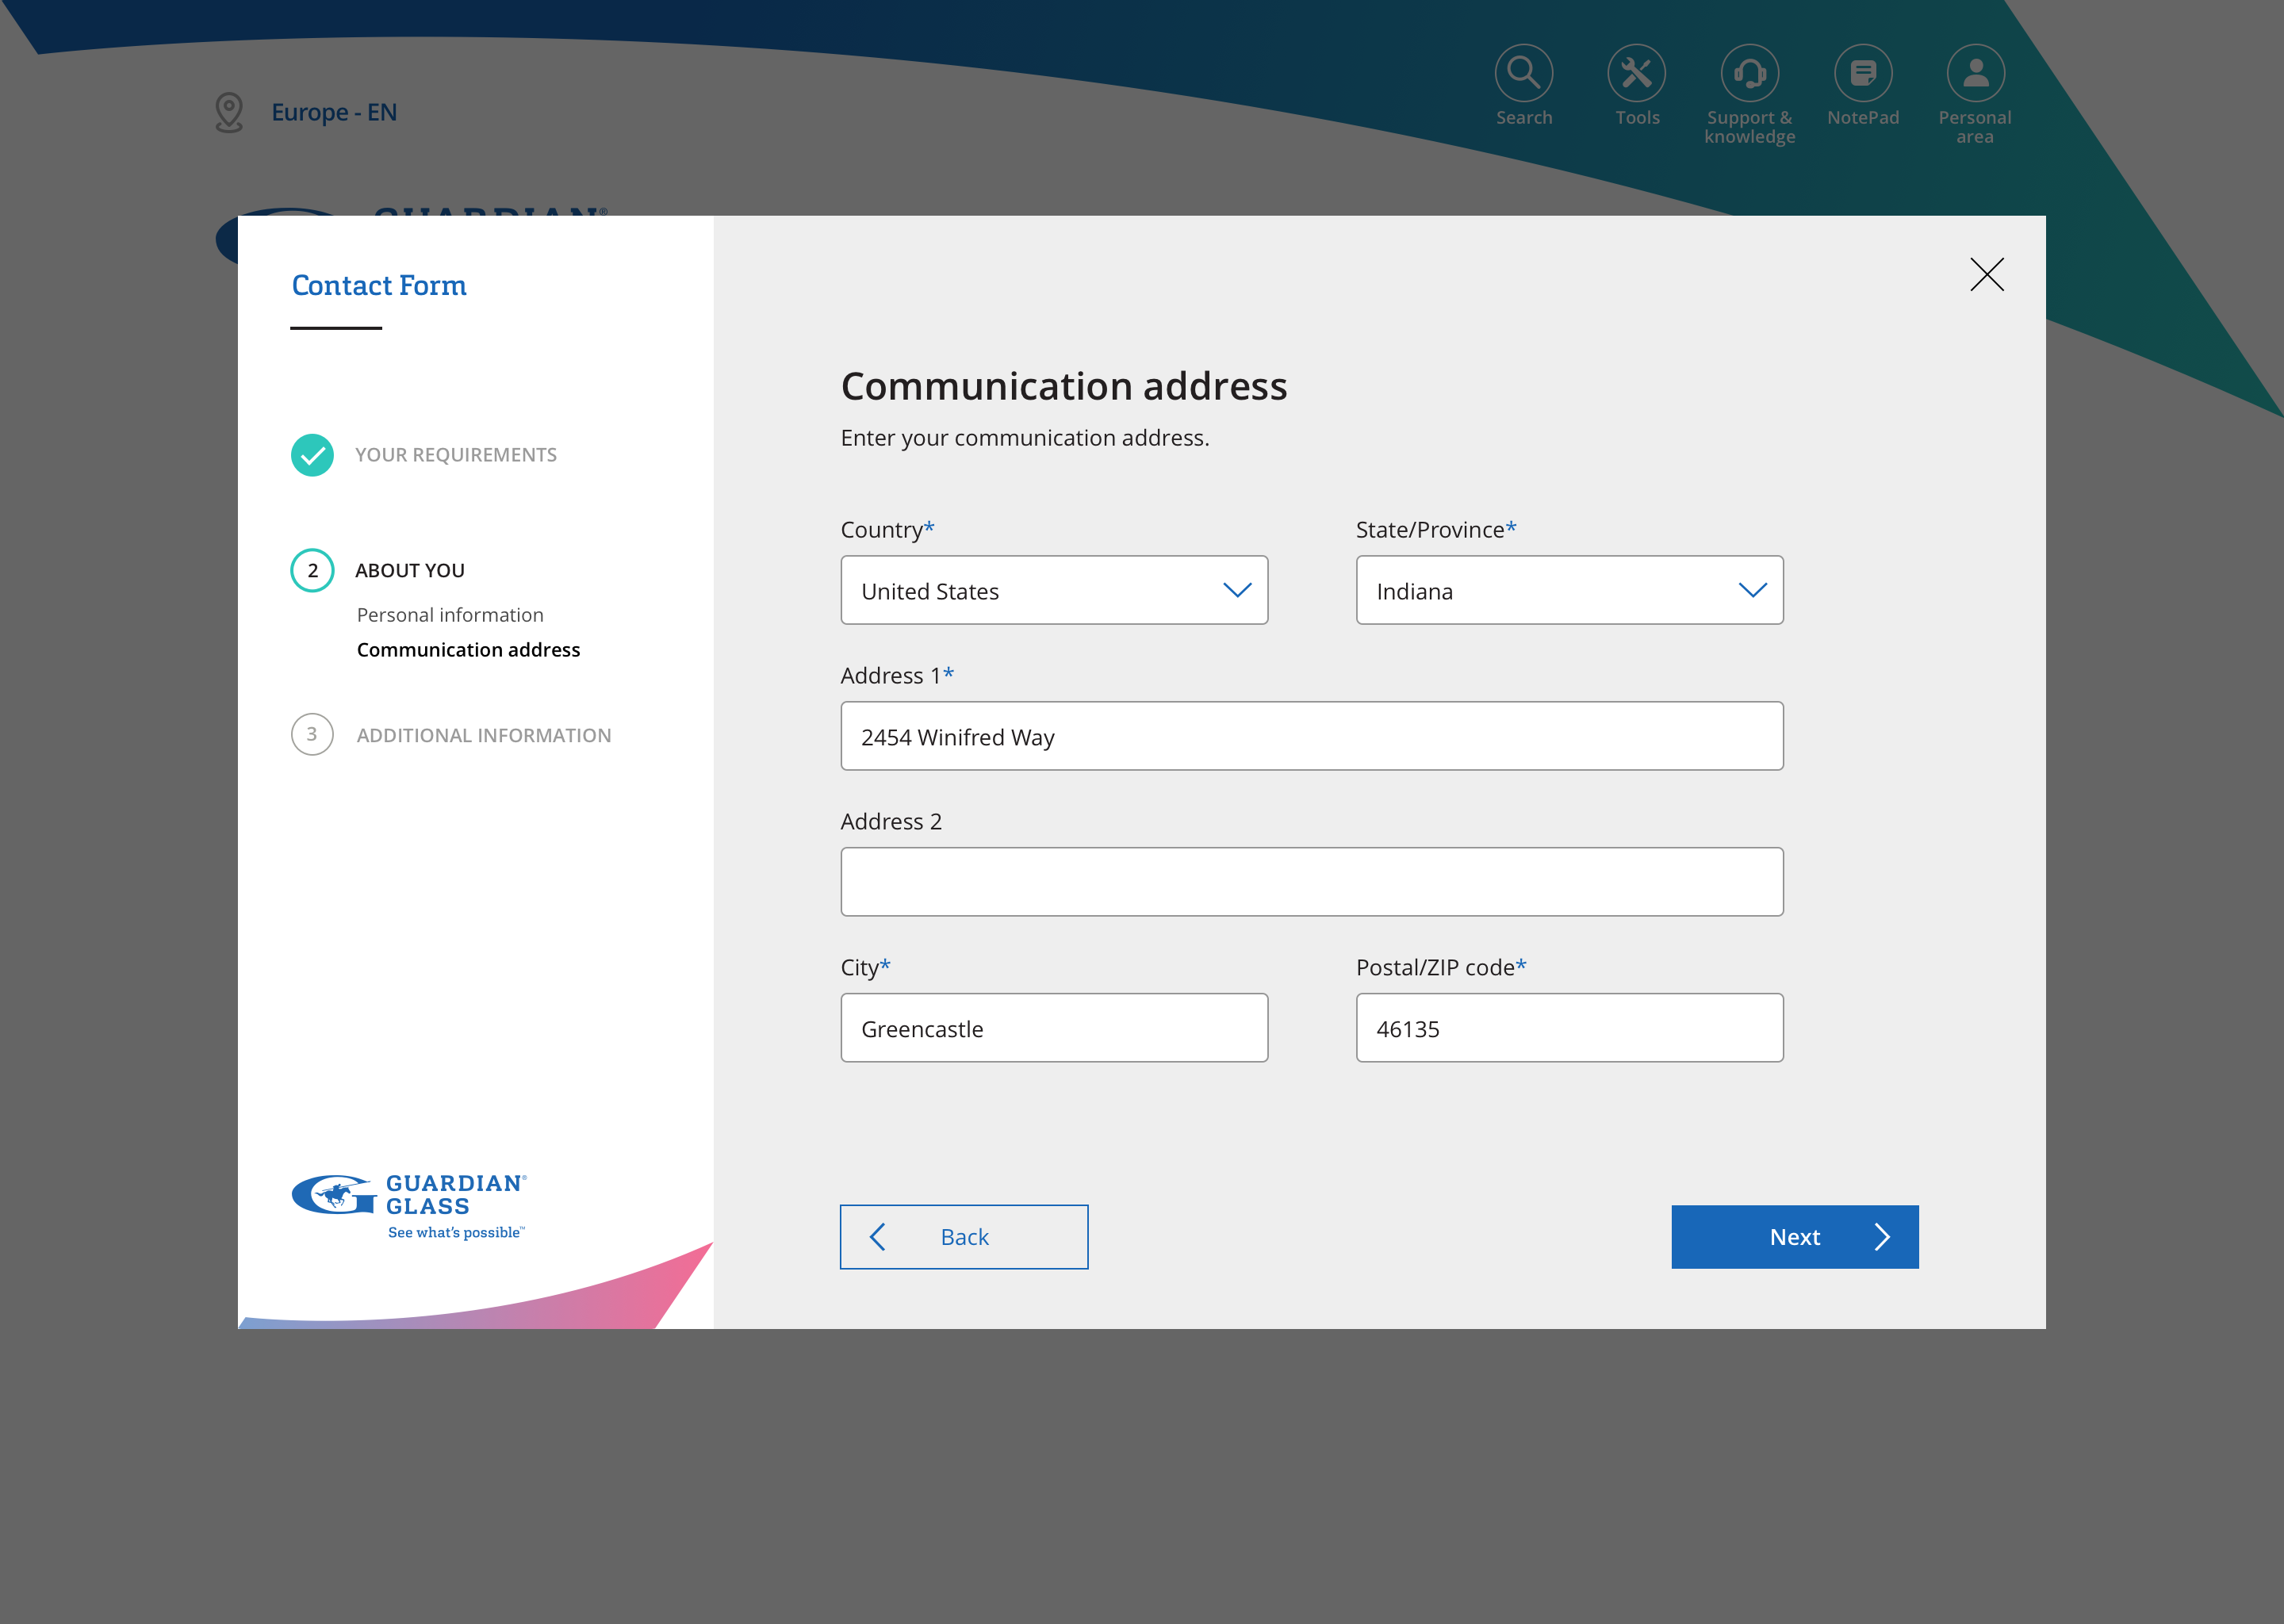 Europe - EN
Search
Tools
Support &
knowledge
NotePad
Personal
area
GUARDIAN®
Contact Form
YOUR REQUIREMENTS
2 ABOUT YOU
Personal information
Communication address
3 ADDITIONAL INFORMATION
GUARDIAN®
GLASS
See what's possible™
Communication address
Enter your communication address.
Country* State/Province*
United States Indiana
Address 1*
2454 Winifred Way
Address 2
City* Postal/ZIP code*
Greencastle 46135
Back Next